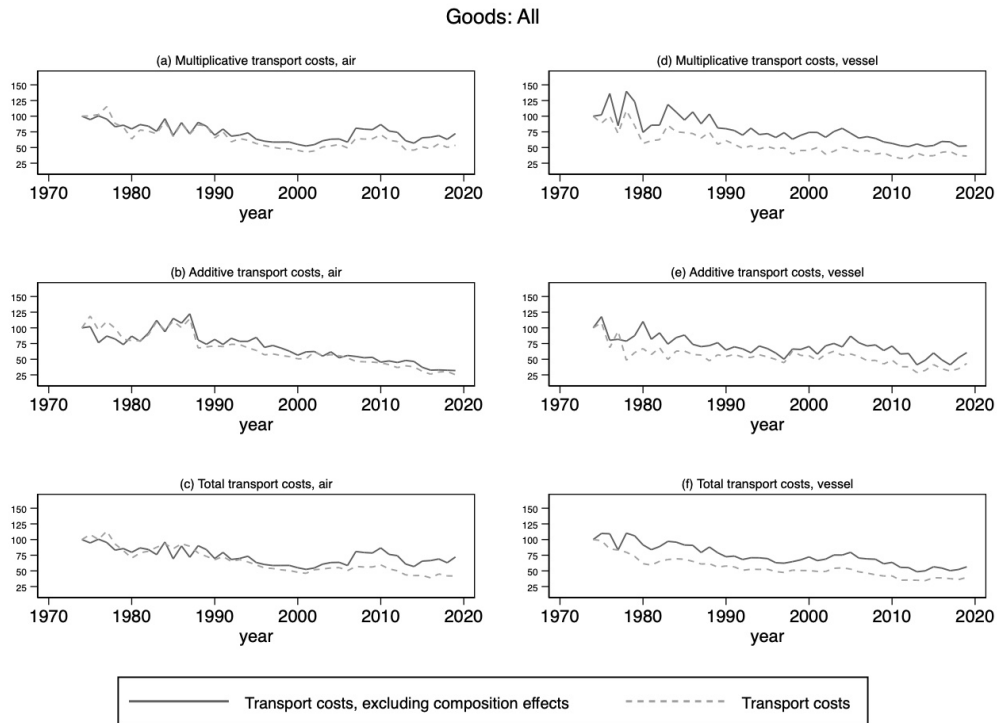 Goods: All
(a) Multiplicative transport costs, air
150
125
100
75
50
25
1970 1980 1990 2000 2010 2020
year
(d) Multiplicative transport costs, vessel
150
125
100
75
50
25
1970 1980 1990 2000 2010 2020
year
(b) Additive transport costs, air
150
125
100
75
50
25
1970 1980 1990 2000 2010 2020
year
(e) Additive transport costs, vessel
150
125
100
75
50
25
1970 1980 1990 2000 2010 2020
year
(c) Total transport costs, air
150
125
100
75
50
25
1970 1980 1990 2000 2010 2020
year
(f) Total transport costs, vessel
150
125
100
75
50
25
1970 1980 1990 2000 2010 2020
year
Transport costs, excluding composition effects
Transport costs